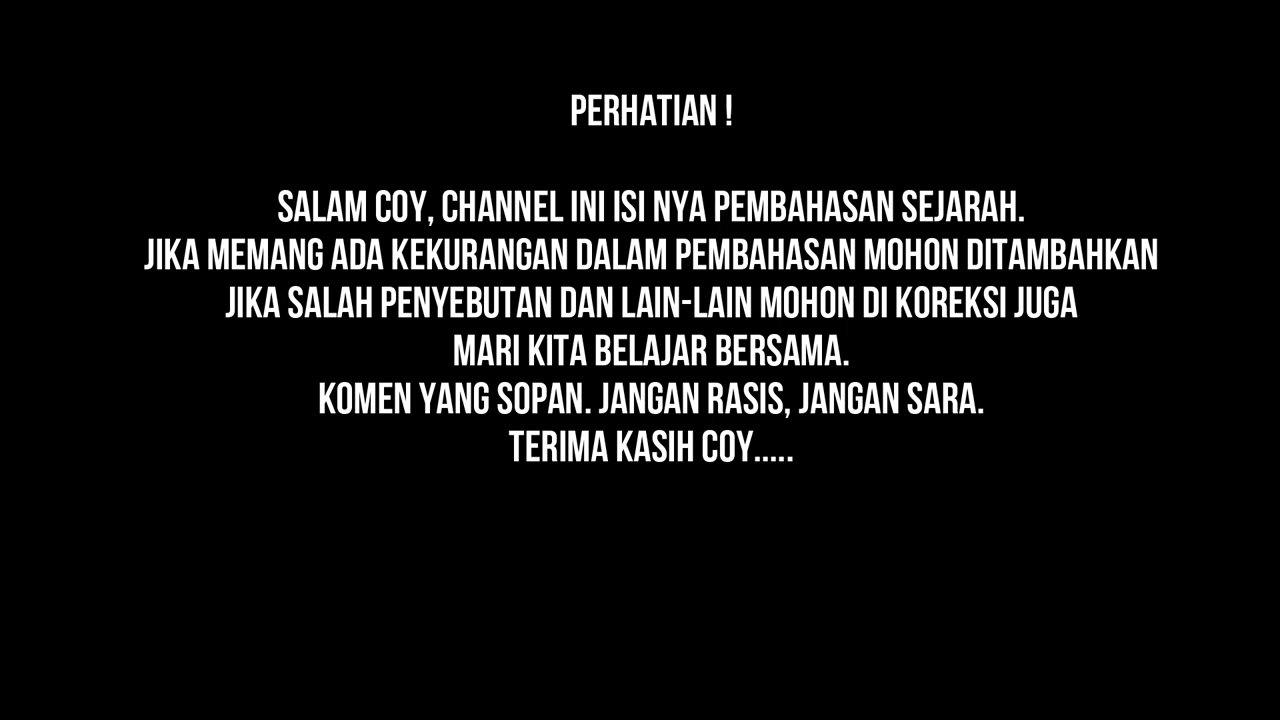 PERHATIAN !
SALAM COY, CHANNEL INI ISI NYA PEMBAHASAN SEJARAH.
JIKA MEMANG ADA KEKURANGAN DALAM PEMBAHASAN MOHON DITAMBAHKAN
JIKA SALAH PENYEBUTAN DAN LAIN-LAIN MOHON DI KOREKSI JUGA
MARI KITA BELAJAR BERSAMA.
KOMEN YANG SOPAN. JANGAN RASIS, JANGAN SARA.
TERIMA KASIH COY.....